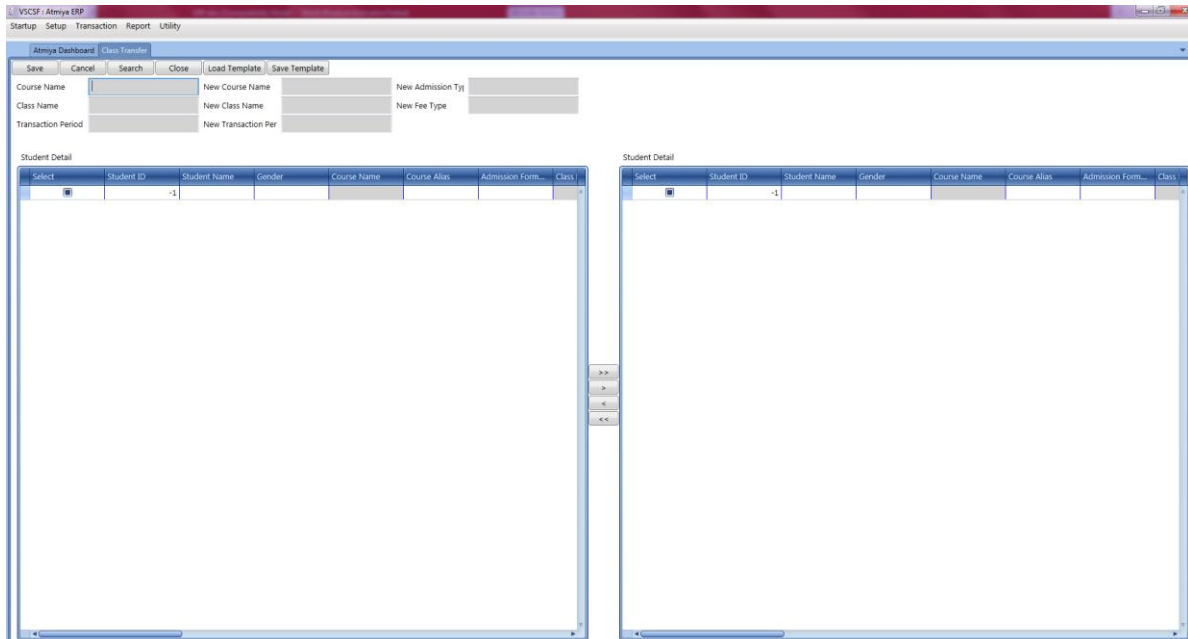 VSCSF : Atmiya ERP
Startup Setup Transaction Report Utility
Atmiya Dashboard Class Transfer
Save Cancel Search Close Load Template Save Template
Course Name New Course Name New Admission Typ
Class Name New Class Name New Fee Type
Transaction Period New Transaction Per
Student Detail Student Detail
Select Student ID Student Name Gender Course Name Course Alias Admission Form... Class Select Student ID Student Name Gender Course Name Course Alias Admission Form... Class
-1 -1
>>
>
<
<<